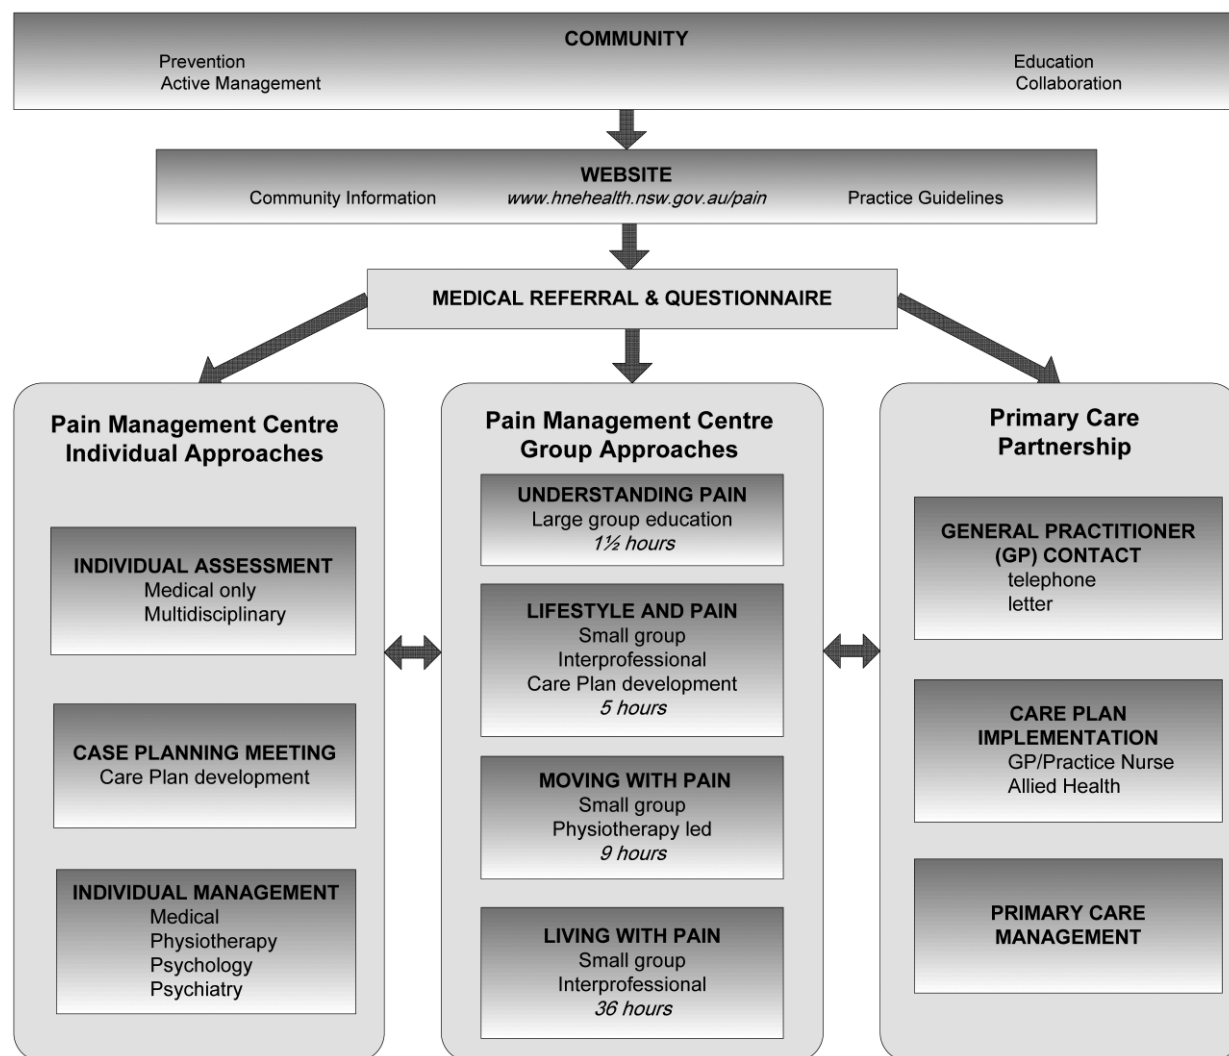 COMMUNITY
Prevention
Active Management
Education
Collaboration
WEBSITE
Community Information www.hnehealth.nsw.gov.au/pain Practice Guidelines
MEDICAL REFERRAL & QUESTIONNAIRE
Pain Management Centre
Individual Approaches
INDIVIDUAL ASSESSMENT
Medical only
Multidisciplinary
CASE PLANNING MEETING
Care Plan development
INDIVIDUAL MANAGEMENT
Medical
Physiotherapy
Psychology
Psychiatry
Pain Management Centre
Group Approaches
UNDERSTANDING PAIN
Large group education
1½ hours
LIFESTYLE AND PAIN
Small group
Interprofessional
Care Plan development
5 hours
MOVING WITH PAIN
Small group
Physiotherapy led
9 hours
LIVING WITH PAIN
Small group
Interprofessional
36 hours
Primary Care
Partnership
GENERAL PRACTITIONER
(GP) CONTACT
telephone
letter
CARE PLAN
IMPLEMENTATION
GP/Practice Nurse
Allied Health
PRIMARY CARE
MANAGEMENT